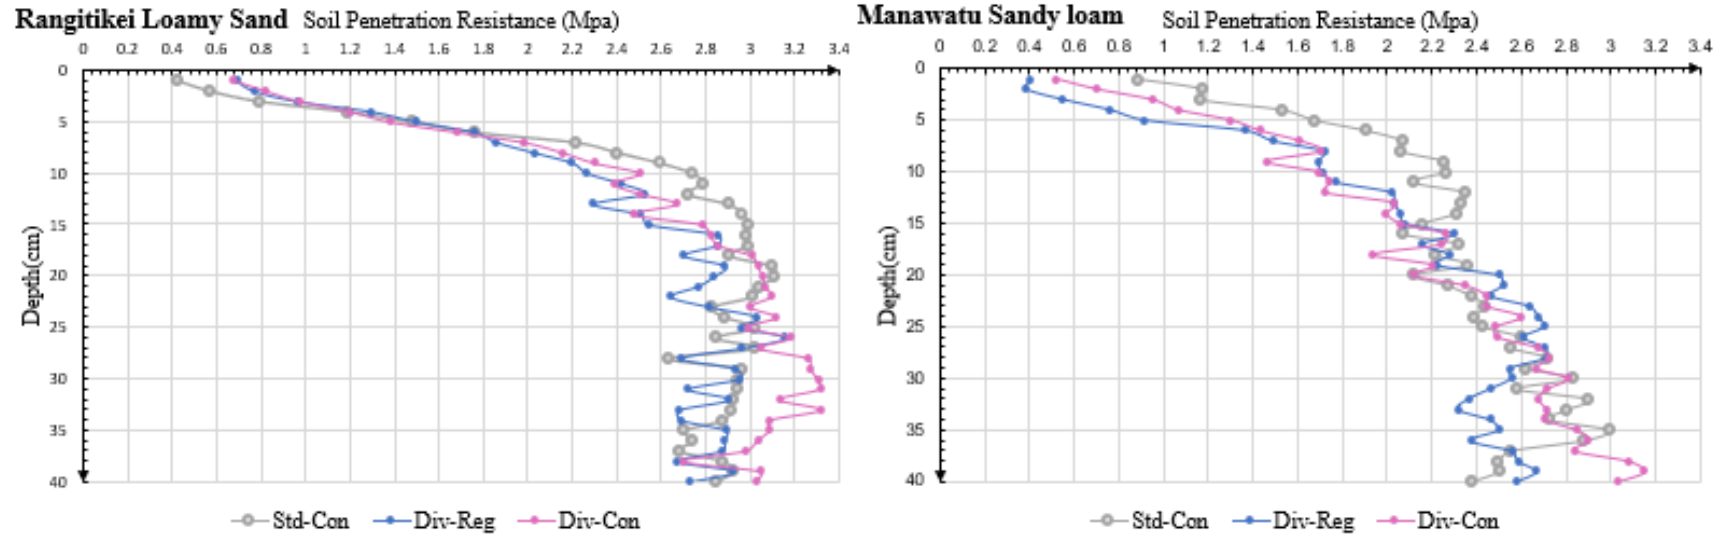 Rangitikei Loamy Sand Soil Penetration Resistance (Mpa)
0 0.2 0.4 0.6 0.8 1 1.2 1.4 1.6 1.8 2 2.2 2.4 2.6 2.8 3 3.2 3.4
0
5
10
15
20
25
30
35
40
Depth(cm)
Std-Con Div-Reg Div-Con
Manawatu Sandy loam Soil Penetration Resistance (Mpa)
0 0.2 0.4 0.6 0.8 1 1.2 1.4 1.6 1.8 2 2.2 2.4 2.6 2.8 3 3.2 3.4
0
5
10
15
20
25
30
35
40
Depth(cm)
Std-Con Div-Reg Div-Con